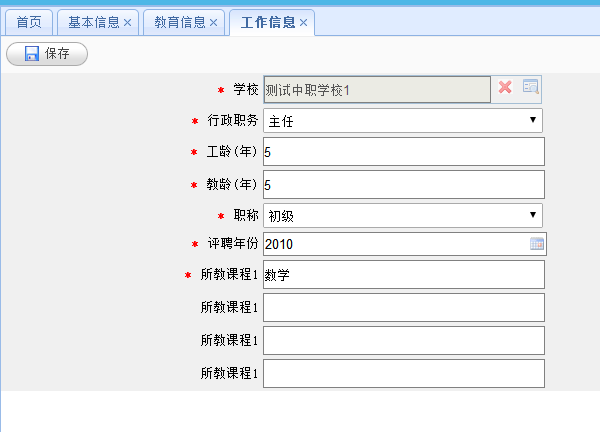 首页 基本信息 教育信息 工作信息
保存
* 学校 测试中职学校1
* 行政职务 主任
* 工龄(年) 5
* 教龄(年) 5
* 职称 初级
* 评聘年份 2010
* 所教课程1 数学
所教课程1
所教课程1
所教课程1